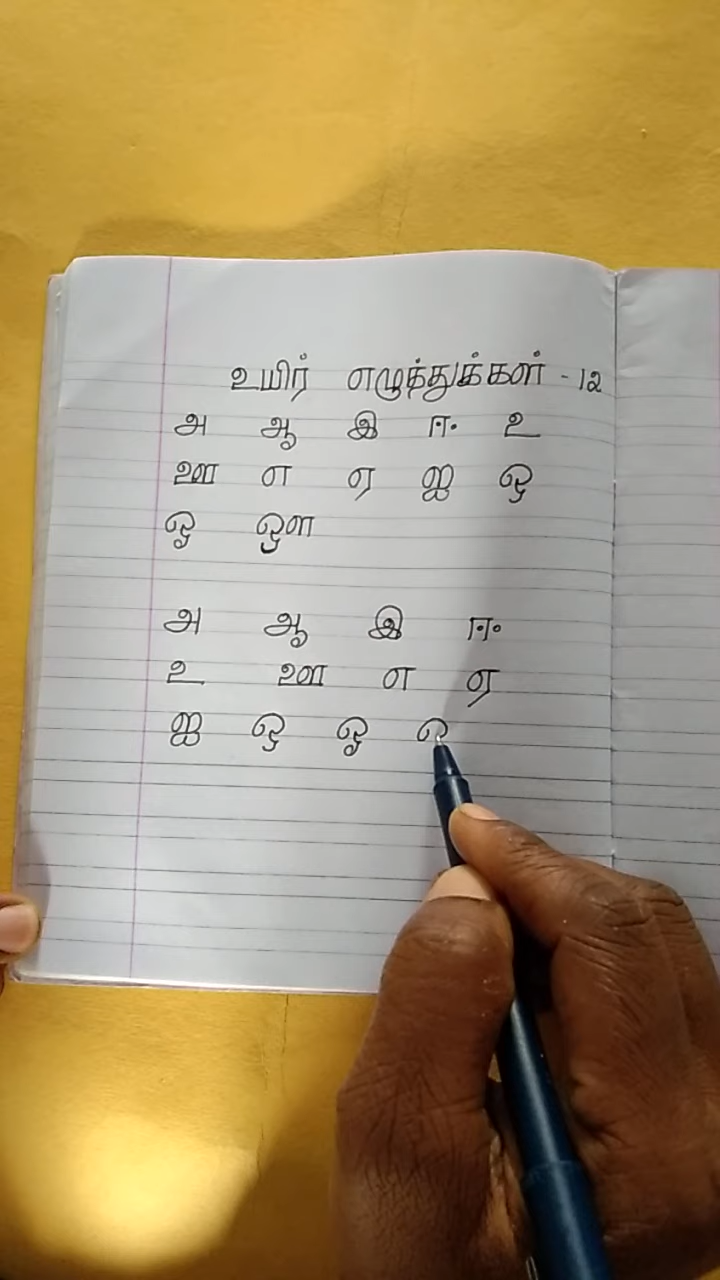 உயிர் எழுத்துக்கள் - 12
அ ஆ இ ஈ உ
ஊ எ ஏ ஐ ஒ
ஓ ஔ
அ ஆ இ ஈ
உ ஊ எ ஏ
ஐ ஒ ஓ